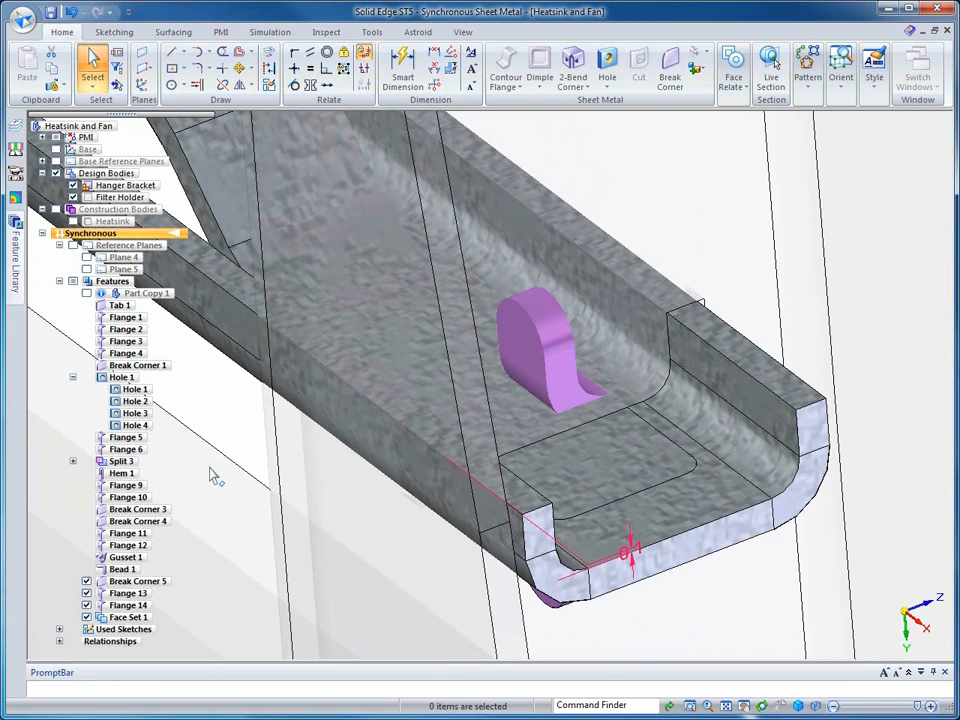 Solid Edge ST5 - Synchronous Sheet Metal - [Heatsink and Fan]
Home Sketching Surfacing PMI Simulation Inspect Tools Astroid View
Paste
Select
Smart Dimension
Contour Flange
Dimple
2-Bend Corner
Hole
Cut
Break Corner
Face Relate
Live Section
Pattern
Orient
Style
Switch Windows
Clipboard Select Planes Draw Relate Dimension Sheet Metal Section Window
Feature Library
Heatsink and Fan
PMI
Base
Base Reference Planes
Design Bodies
Hanger Bracket
Filter Holder
Construction Bodies
Heatsink
Synchronous
Reference Planes
Plane 4
Plane 5
Features
Part Copy 1
Tab 1
Flange 1
Flange 2
Flange 3
Flange 4
Break Corner 1
Hole 1
Hole 1
Hole 2
Hole 3
Hole 4
Flange 5
Flange 6
Split 3
Hem 1
Flange 9
Flange 10
Break Corner 3
Break Corner 4
Flange 11
Flange 12
Gusset 1
Bead 1
Break Corner 5
Flange 13
Flange 14
Face Set 1
Used Sketches
Relationships
Z
X
Y
PromptBar
0 items are selected
Command Finder